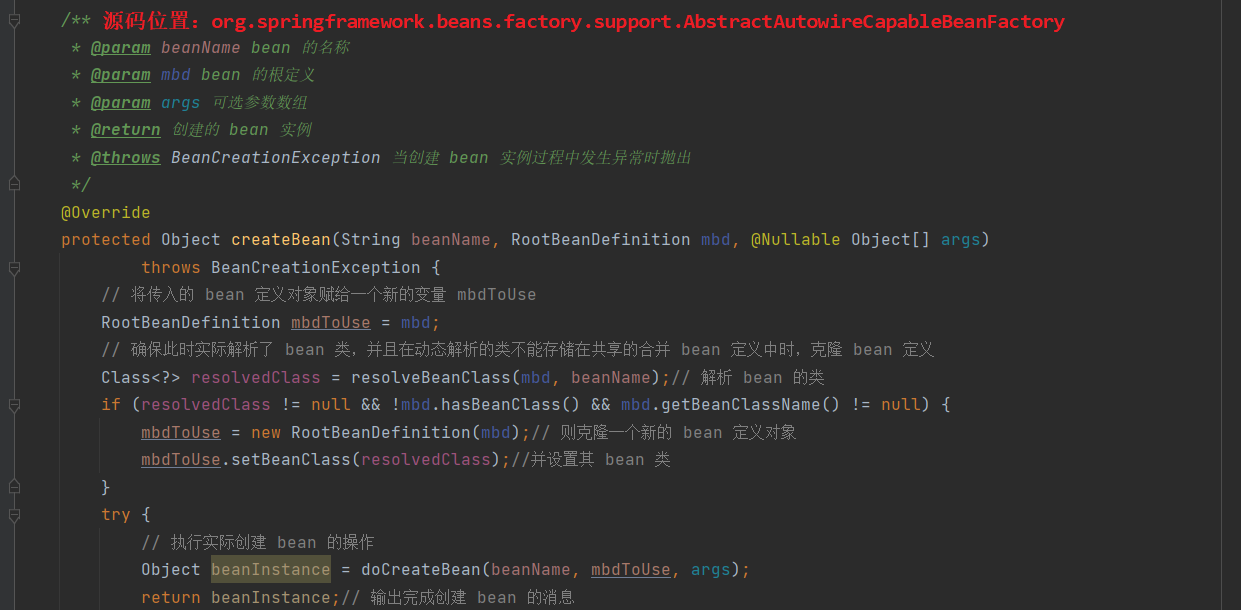 /** 源码位置：org.springframework.beans.factory.support.AbstractAutowireCapableBeanFactory
 * @param beanName bean 的名称
 * @param mbd bean 的根定义
 * @param args 可选参数数组
 * @return 创建的 bean 实例
 * @throws BeanCreationException 当创建 bean 实例过程中发生异常时抛出
 */
@Override
protected Object createBean(String beanName, RootBeanDefinition mbd, @Nullable Object[] args)
        throws BeanCreationException {
    // 将传入的 bean 定义对象赋给一个新的变量 mbdToUse
    RootBeanDefinition mbdToUse = mbd;
    // 确保此时实际解析了 bean 类，并且在动态解析的类不能存储在共享的合并 bean 定义中时，克隆 bean 定义
    Class<?> resolvedClass = resolveBeanClass(mbd, beanName);// 解析 bean 的类
    if (resolvedClass != null && !mbd.hasBeanClass() && mbd.getBeanClassName() != null) {
        mbdToUse = new RootBeanDefinition(mbd);// 则克隆一个新的 bean 定义对象
        mbdToUse.setBeanClass(resolvedClass);//并设置其 bean 类
    }
    try {
        // 执行实际创建 bean 的操作
        Object beanInstance = doCreateBean(beanName, mbdToUse, args);
        return beanInstance;// 输出完成创建 bean 的消息